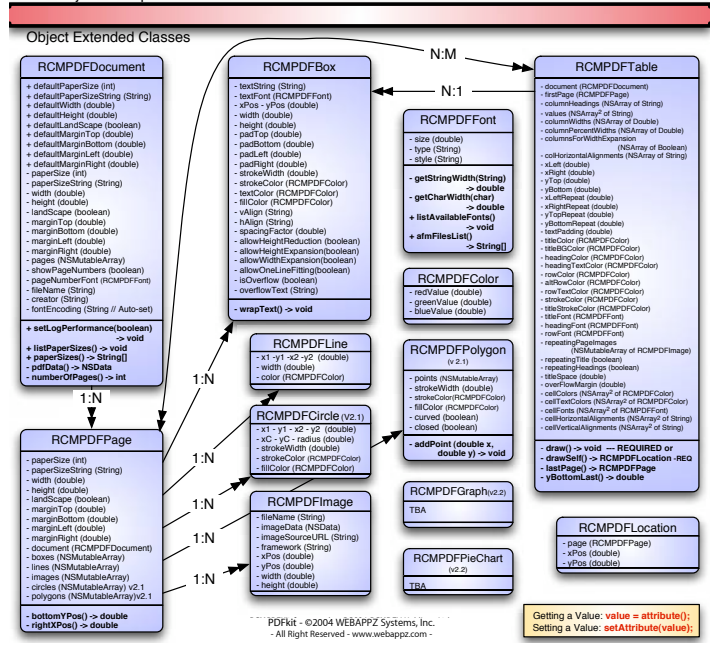 Object Extended Classes
RCMPDFDocument
+ defaultPaperSize (int)
+ defaultPaperSizeString (String)
+ defaultWidth (double)
+ defaultHeight (double)
+ defaultLandScape (boolean)
+ defaultMarginTop (double)
+ defaultMarginBottom (double)
+ defaultMarginLeft (double)
+ defaultMarginRight (double)
- paperSize (int)
- paperSizeString (String)
- width (double)
- height (double)
- landScape (boolean)
- marginTop (double)
- marginBottom (double)
- marginLeft (double)
- marginRight (double)
- pages (NSMutableArray)
- showPageNumbers (boolean)
- pageNumberFont (RCMPDFFont)
- fileName (String)
- creator (String)
- fontEncoding (String // Auto-set)
+ setLogPerformance(boolean)
-> void
+ listPaperSizes() -> void
+ paperSizes() -> String[]
- pdfData() -> NSData
- numberOfPages() -> int
1:N
RCMPDFPage
- paperSize (int)
- paperSizeString (String)
- width (double)
- height (double)
- landScape (boolean)
- marginTop (double)
- marginBottom (double)
- marginLeft (double)
- marginRight (double)
- document (RCMPDFDocument)
- boxes (NSMutableArray)
- lines (NSMutableArray)
- images (NSMutableArray)
- circles (NSMutableArray) v2.1
- polygons (NSMutableArray)v2.1
- bottomYPos() -> double
- rightXPos() -> double
1:N
1:N
1:N
1:N
1:N
RCMPDFBox
- textString (String)
- textFont (RCMPDFFont)
- xPos - yPos (double)
- width (double)
- height (double)
- padTop (double)
- padBottom (double)
- padLeft (double)
- padRight (double)
- strokeWidth (double)
- strokeColor (RCMPDFColor)
- textColor (RCMPDFColor)
- fillColor (RCMPDFColor)
- vAlign (String)
- hAlign (String)
- spacingFactor (double)
- allowHeightReduction (boolean)
- allowHeightExpansion(boolean)
- allowWidthExpansion(boolean)
- allowOneLineFitting(boolean)
- isOverflow (boolean)
- overflowText (String)
- wrapText() -> void
RCMPDFLine
- x1 -y1 -x2 -y2 (double)
- width (double)
- color (RCMPDFColor)
RCMPDFCircle (V2.1)
- x1 - y1 - x2 - y2 (double)
- xC - yC - radius (double)
- strokeWidth (double)
- strokeColor (RCMPDFColor)
- fillColor (RCMPDFColor)
RCMPDFImage
- fileName (String)
- imageData (NSData)
- imageSourceURL (String)
- framework (String)
- xPos (double)
- yPos (double)
- width (double)
- height (double)
N:M
N:1
RCMPDFFont
- size (double)
- type (String)
- style (String)
- getStringWidth(String)
-> double
- getCharWidth(char)
-> double
+ listAvailableFonts()
-> void
+ afmFilesList()
-> String[]
RCMPDFColor
- redValue (double)
- greenValue (double)
- blueValue (double)
RCMPDFPolygon
(v 2.1)
- points (NSMutableArray)
- strokeWidth (double)
- strokeColor(RCMPDFColor)
- fillColor (RCMPDFColor)
- curved (boolean)
- closed (boolean)
- addPoint (double x,
double y) -> void
RCMPDFGraph(v2.2)
TBA
RCMPDFPieChart
(v2.2)
TBA
RCMPDFTable
- document (RCMPDFDocument)
- firstPage (RCMPDFPage)
- columnHeadings (NSArray of String)
- values (NSArray² of String)
- columnWidths (NSArray of Double)
- columnPercentWidths (NSArray of Double)
- columnsForWidthExpansion
(NSArray of Boolean)
- colHorizontalAlignments (NSArray of String)
- xLeft (double)
- xRight (double)
- yTop (double)
- yBottom (double)
- xLeftRepeat (double)
- xRightRepeat (double)
- yTopRepeat (double)
- yBottomRepeat (double)
- textPadding (double)
- titleColor (RCMPDFColor)
- titleBGColor (RCMPDFColor)
- headingColor (RCMPDFColor)
- headingTextColor (RCMPDFColor)
- rowColor (RCMPDFColor)
- altRowColor (RCMPDFColor)
- rowTextColor (RCMPDFColor)
- strokeColor (RCMPDFColor)
- titleStrokeColor (RCMPDFColor)
- titleFont (RCMPDFFont)
- headingFont (RCMPDFFont)
- rowFont (RCMPDFFont)
- repeatingPageImages
(NSMutableArray of RCMPDFImage)
- repeatingTitle (boolean)
- repeatingHeadings (boolean)
- titleSpace (double)
- overFlowMargin (double)
- cellColors (NSArray² of RCMPDFColor)
- cellTextColors (NSArray² of RCMPDFColor)
- cellFonts (NSArray² of RCMPDFFont)
- cellHorizontalAlignments (NSArray² of String)
- cellVerticalAlignments (NSArray² of String)
- draw() -> void --- REQUIRED or
- drawSelf() -> RCMPDFLocation -REQ
- lastPage() -> RCMPDFPage
- yBottomLast() -> double
RCMPDFLocation
- page (RCMPDFPage)
- xPos (double)
- yPos (double)
PDFkit - ©2004 WEBAPPZ Systems, Inc.
- All Right Reserved - www.webappz.com -
Getting a Value: value = attribute();
Setting a Value: setAttribute(value);